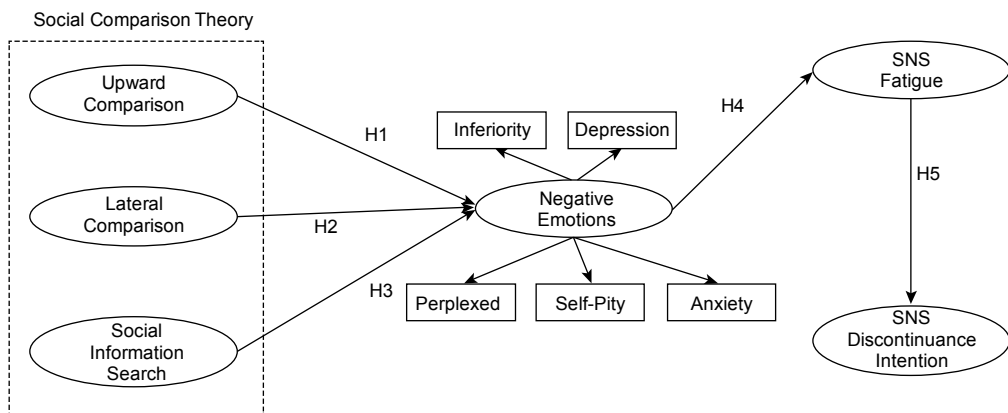 Social Comparison Theory
Upward
Comparison
H1
Lateral
Comparison
H2
Social
Information
Search
H3
Inferiority
Depression
Negative
Emotions
Perplexed
Self-Pity
Anxiety
H4
SNS
Fatigue
H5
SNS
Discontinuance
Intention